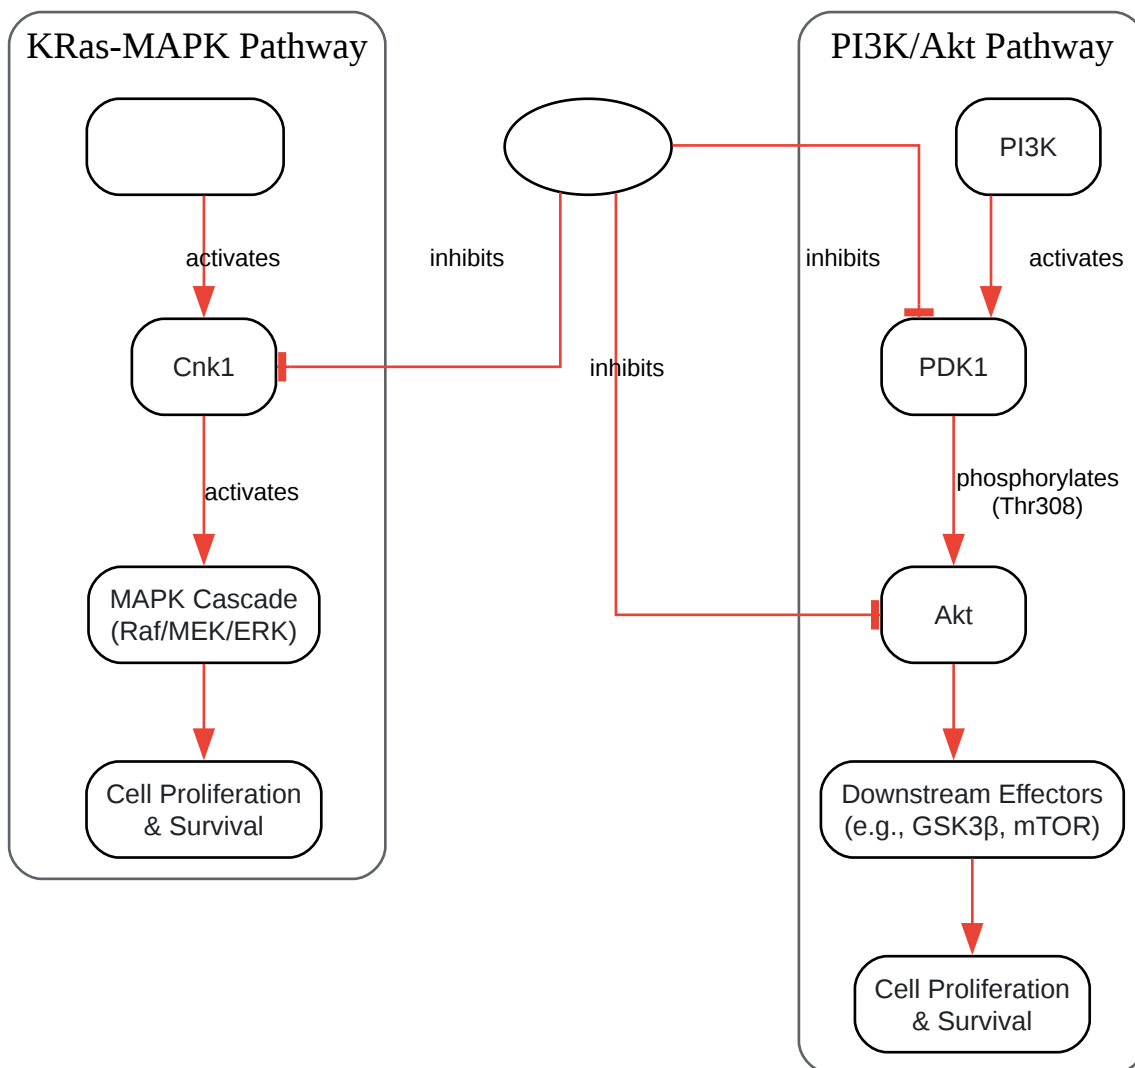 KRas-MAPK Pathway
activates
Cnk1
activates
MAPK Cascade
(Raf/MEK/ERK)
Cell Proliferation
& Survival
inhibits
inhibits
PI3K/Akt Pathway
PI3K
inhibits
activates
PDK1
phosphorylates
(Thr308)
Akt
Downstream Effectors
(e.g., GSK3β, mTOR)
Cell Proliferation
& Survival